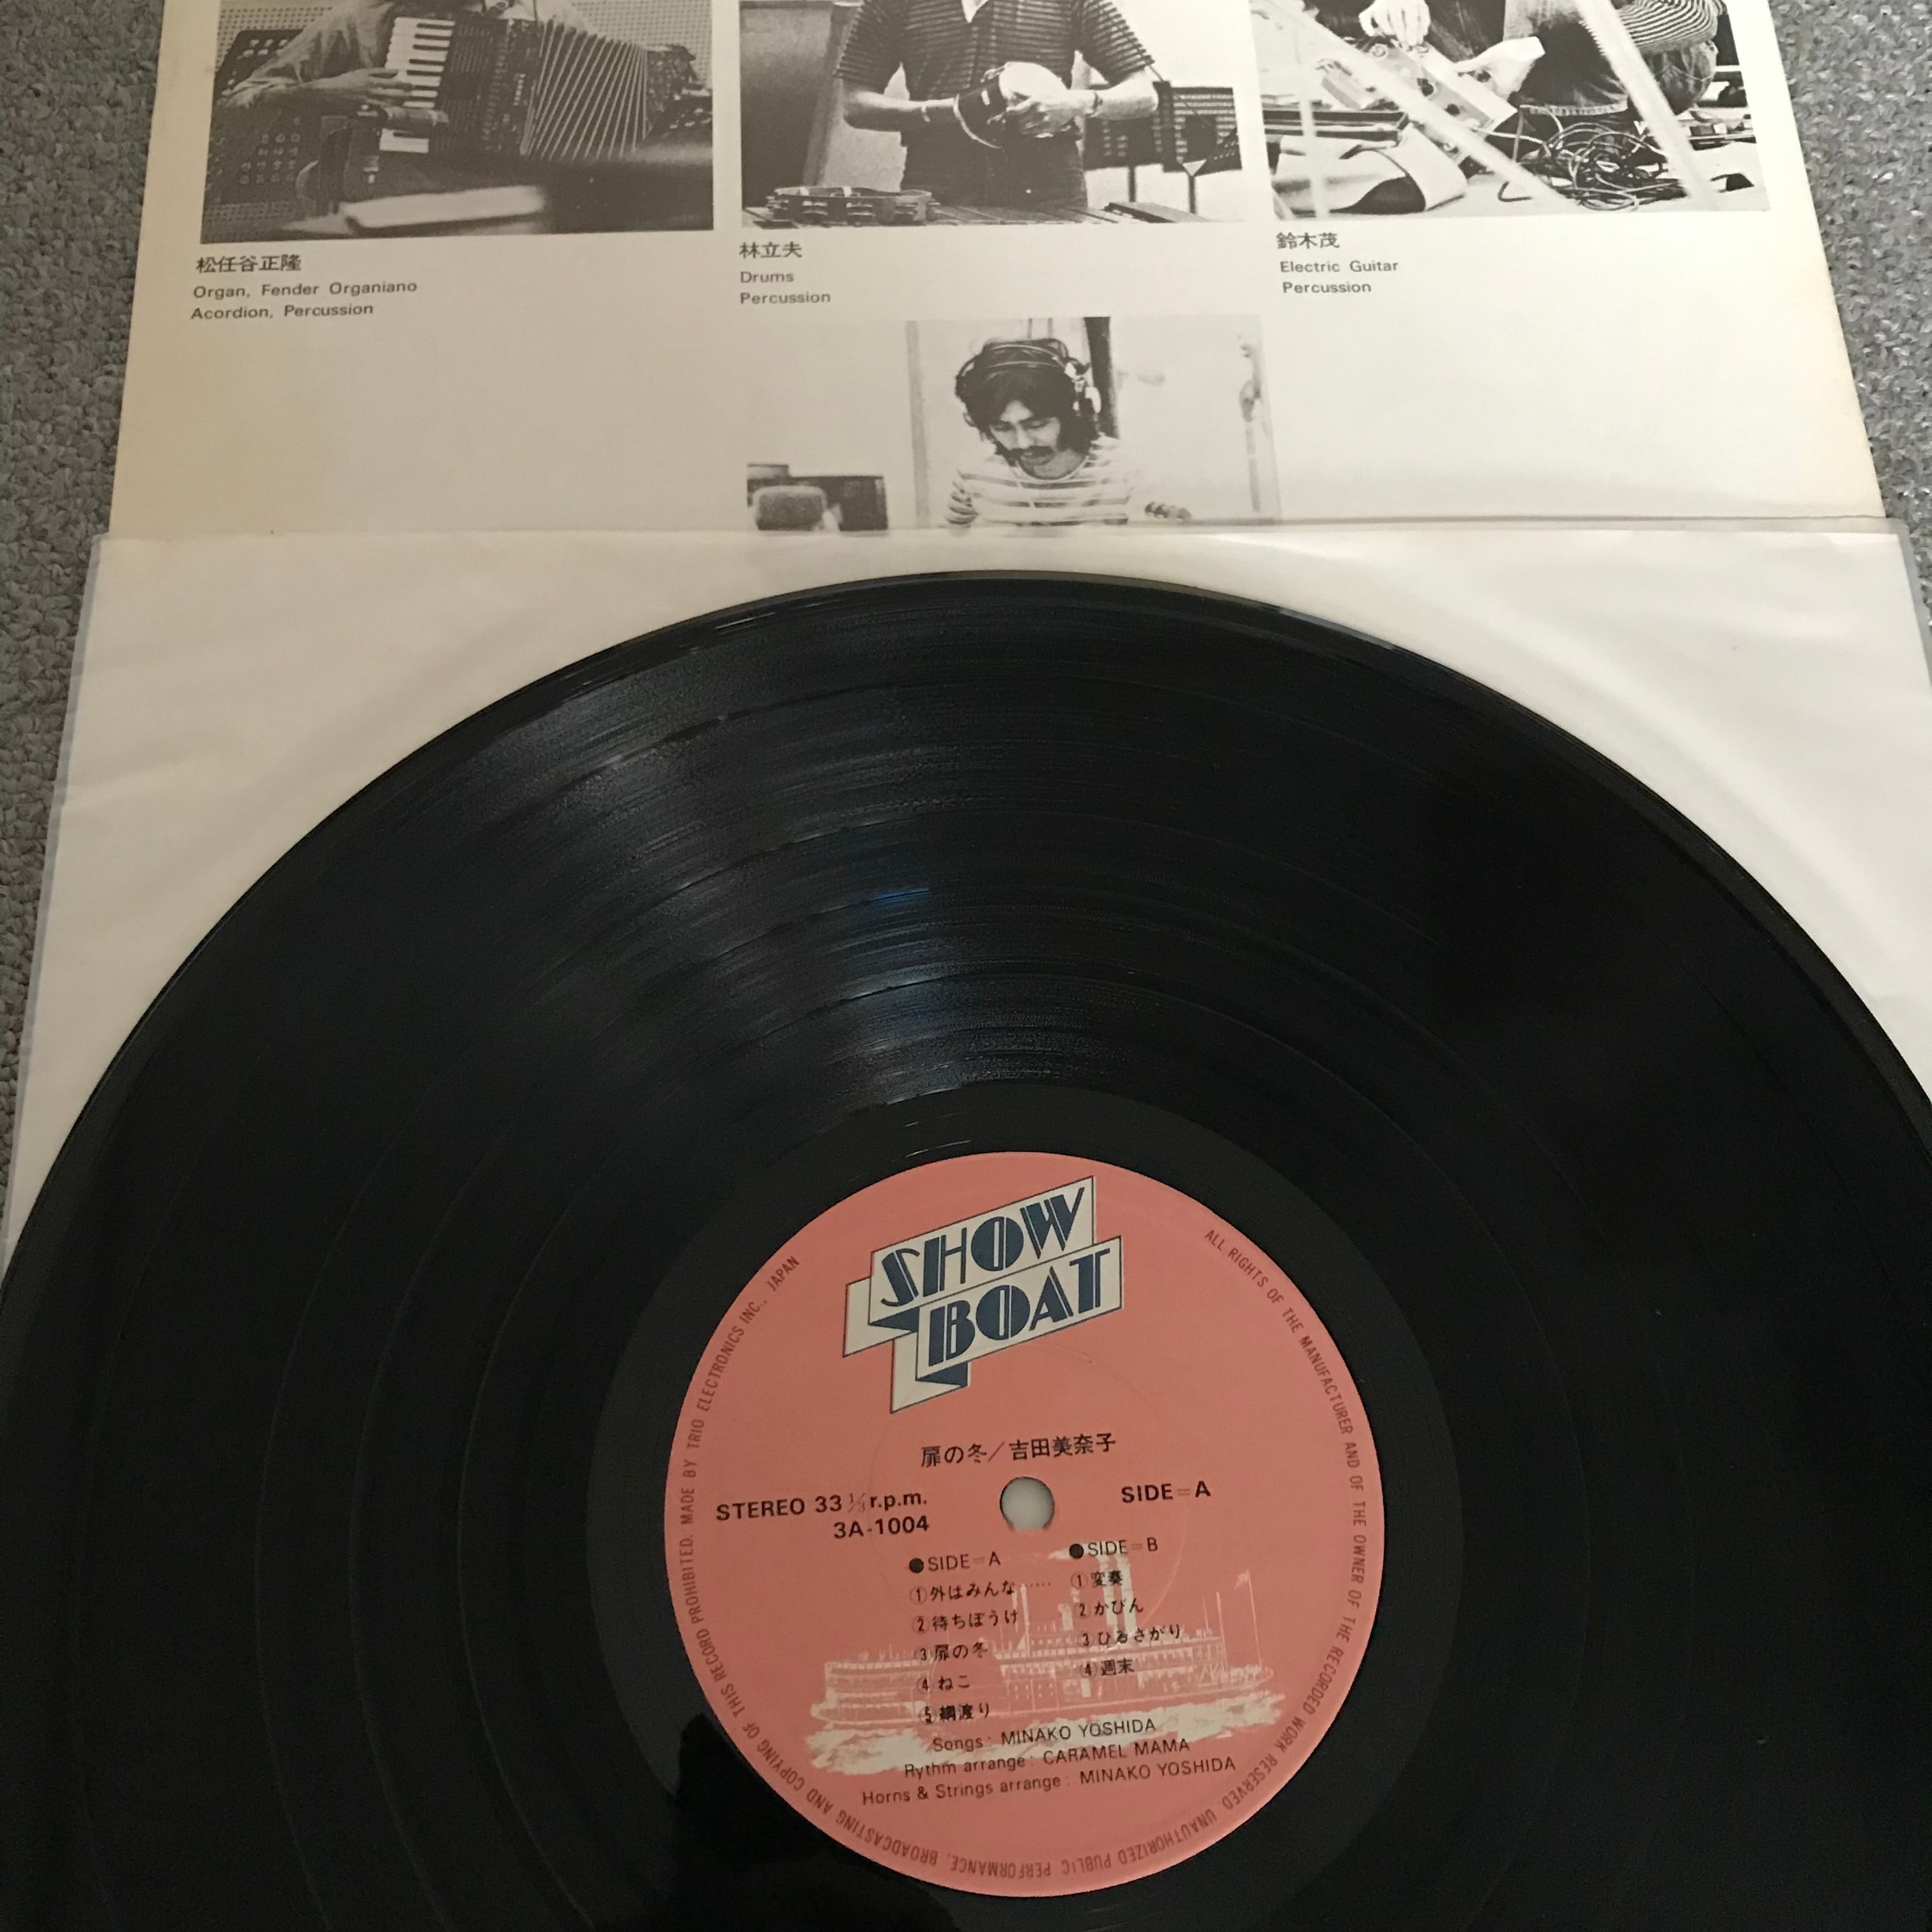 松任谷正隆
Organ, Fender Organiano
Acordion, Percussion
林立夫
Drums
Percussion
鈴木茂
Electric Guitar
Percussion
SHOW
BOAT
扉の冬／吉田美奈子
STEREO 33⅓r.p.m.
3A-1004
SIDE=A
●SIDE=A
①外はみんな……
②待ちぼうけ
③扉の冬
④ねこ
⑤綱渡り
●SIDE=B
①変奏
②かびん
③ひるさがり
④週末
Songs: MINAKO YOSHIDA
Rythm arrange: CARAMEL MAMA
Horns & Strings arrange: MINAKO YOSHIDA
ALL RIGHTS OF THE MANUFACTURER AND OF THE OWNER OF THE RECORDED WORK RESERVED. UNAUTHORIZED PUBLIC PERFORMANCE, BROADCASTING AND COPYING OF THIS RECORD PROHIBITED. MADE BY TRIO ELECTRONICS INC., JAPAN